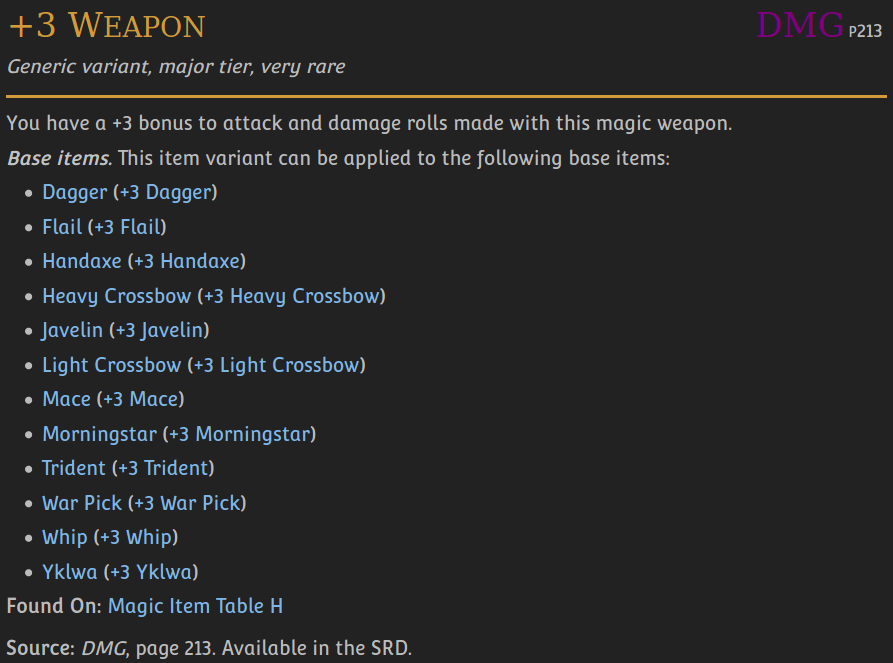 +3 Weapon DMG P213
Generic variant, major tier, very rare
You have a +3 bonus to attack and damage rolls made with this magic weapon.
Base items. This item variant can be applied to the following base items:
• Dagger (+3 Dagger)
• Flail (+3 Flail)
• Handaxe (+3 Handaxe)
• Heavy Crossbow (+3 Heavy Crossbow)
• Javelin (+3 Javelin)
• Light Crossbow (+3 Light Crossbow)
• Mace (+3 Mace)
• Morningstar (+3 Morningstar)
• Trident (+3 Trident)
• War Pick (+3 War Pick)
• Whip (+3 Whip)
• Yklwa (+3 Yklwa)
Found On: Magic Item Table H
Source: DMG, page 213. Available in the SRD.